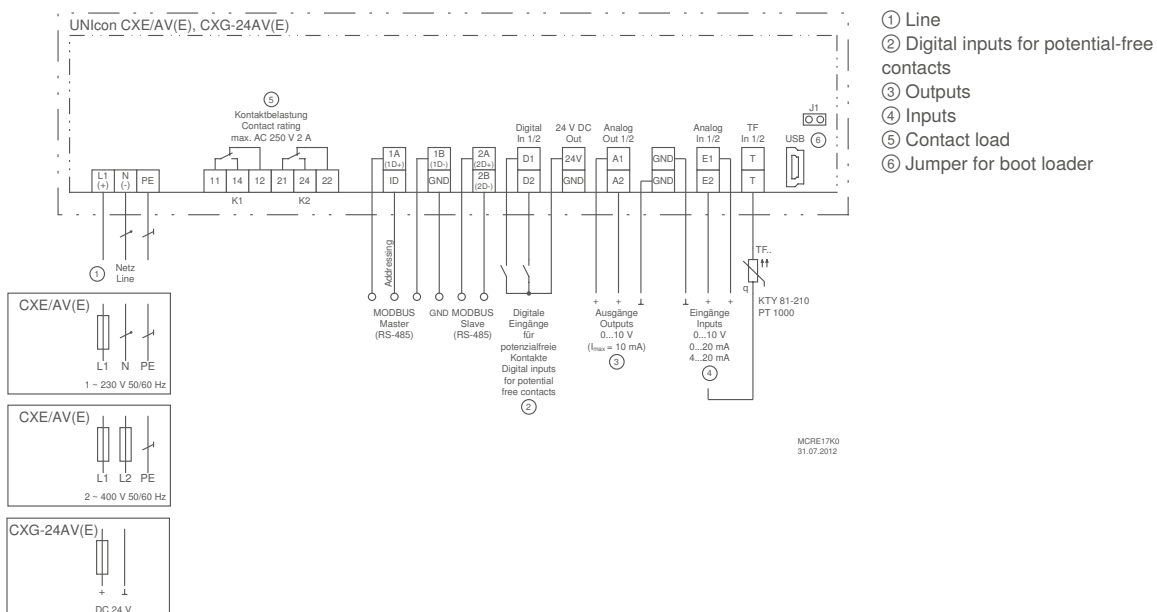 UNIcon CXE/AV(E), CXG-24AV(E)
① Line
② Digital inputs for potential-free
contacts
③ Outputs
④ Inputs
⑤ Contact load
⑥ Jumper for boot loader
⑤
Kontaktbelastung
Contact rating
max. AC 250 V 2 A
Digital
In 1/2
24 V DC
Out
Analog
Out 1/2
Analog
In 1/2
TF
In 1/2
USB
J1
⑥
L1
(+)
N
(-)
PE
11 14 12 21 24 22
K1 K2
1A
(1D+)
ID
1B
(1D-)
GND
2A
(2D+)
2B
(2D-)
D1
D2
24V
GND
A1
A2
GND
GND
E1
E2
T
T
①
Netz
Line
Addressing
MODBUS
Master
(RS-485)
GND
MODBUS
Slave
(RS-485)
Digitale
Eingänge
für
potenzialfreie
Kontakte
Digital inputs
for potential
free contacts
②
+ + ⊥
Ausgänge
Outputs
0...10 V
(Imax = 10 mA)
③
⊥ + +
Eingänge
Inputs
0...10 V
0...20 mA
4...20 mA
④
TF..
q
KTY 81-210
PT 1000
CXE/AV(E)
L1 N PE
1 ~ 230 V 50/60 Hz
CXE/AV(E)
L1 L2 PE
2 ~ 400 V 50/60 Hz
CXG-24AV(E)
+ ⊥
DC 24 V
MCRE17K0
31.07.2012